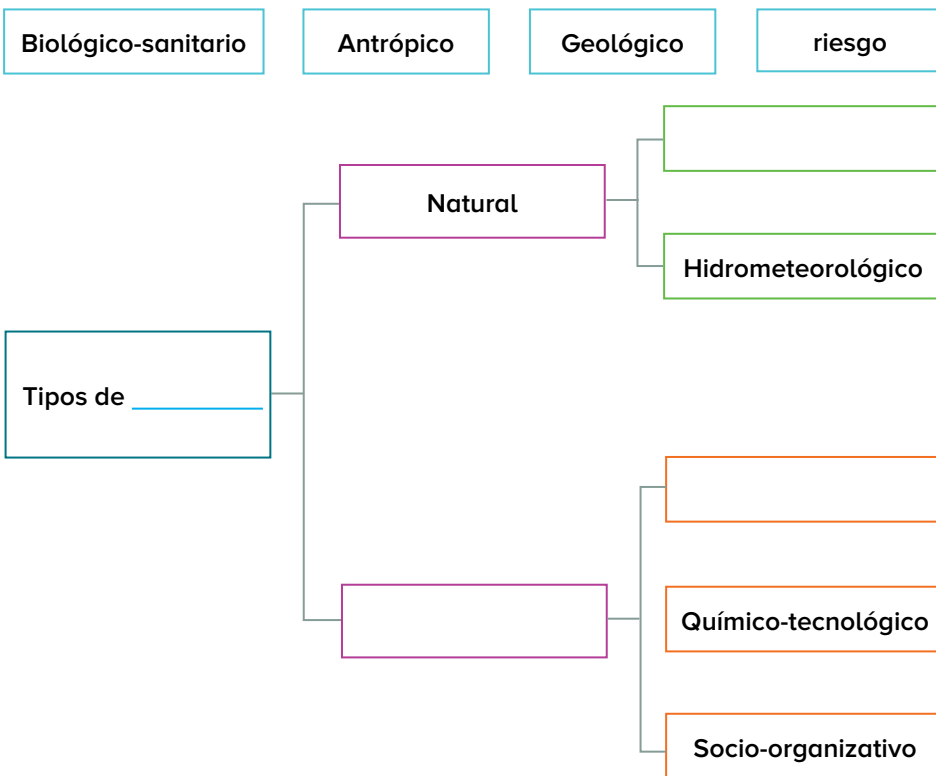 Biológico-sanitario
Antrópico
Geológico
riesgo
Natural
Hidrometeorológico
Tipos de
Químico-tecnológico
Socio-organizativo